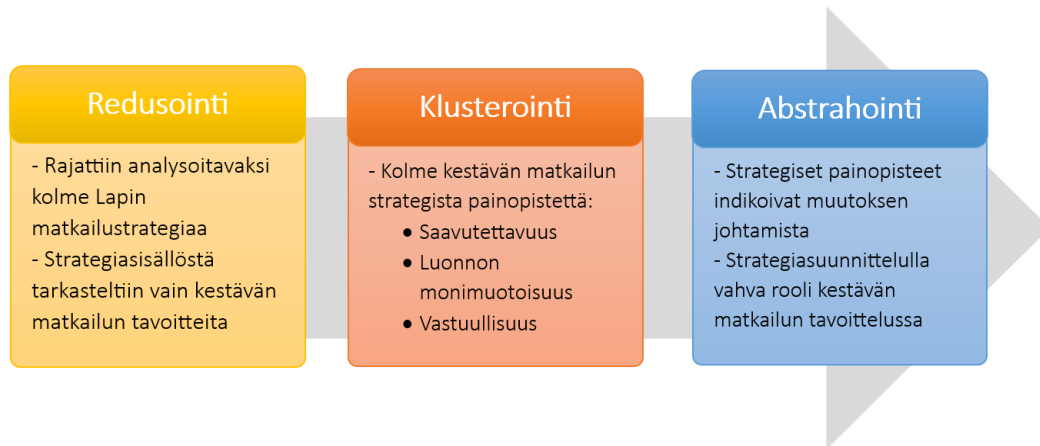 Redusointi
- Rajattiin analysoitavaksi
kolme Lapin
matkailustrategiaa
- Strategiasisällöstä
tarkasteltiin vain kestävän
matkailun tavoitteita
Klusterointi
- Kolme kestävän matkailun
strategista painopistettä:
• Saavutettavuus
• Luonnon
monimuotoisuus
• Vastuullisuus
Abstrahointi
- Strategiset painopisteet
indikoivat muutoksen
johtamista
- Strategiasuunnittelulla
vahva rooli kestävän
matkailun tavoittelussa